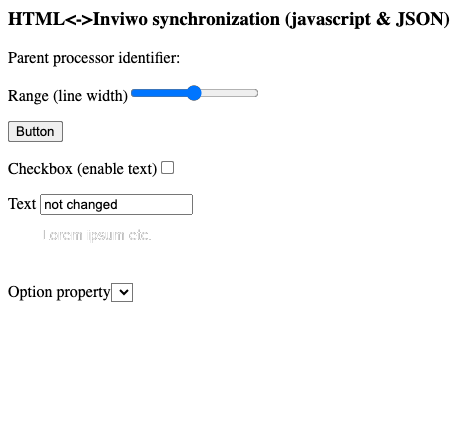 HTML<->Inviwo synchronization (javascript & JSON)
Parent processor identifier:
Range (line width)
Button
Checkbox (enable text)
Text not changed
Lorem ipsum etc.
Option property